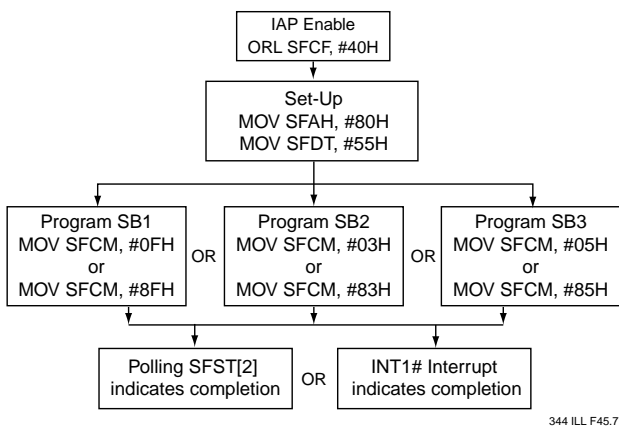 IAP Enable
ORL SFCF, #40H
Set-Up
MOV SFAH, #80H
MOV SFDT, #55H
Program SB1
MOV SFCM, #0FH
or
MOV SFCM, #8FH
OR
Program SB2
MOV SFCM, #03H
or
MOV SFCM, #83H
OR
Program SB3
MOV SFCM, #05H
or
MOV SFCM, #85H
Polling SFST[2]
indicates completion
OR
INT1# Interrupt
indicates completion
344 ILL F45.7